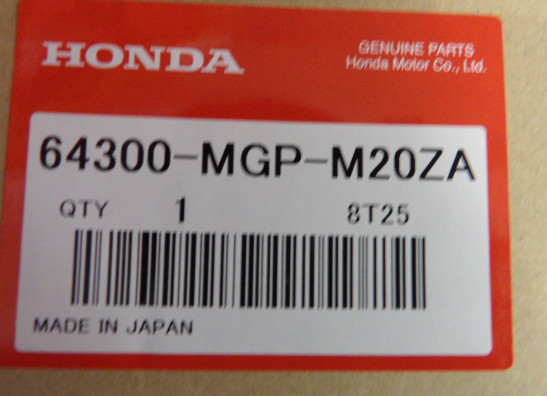 HONDA
GENUINE PARTS
Honda Motor Co., Ltd.
64300-MGP-M20ZA
QTY 1 8T25
MADE IN JAPAN